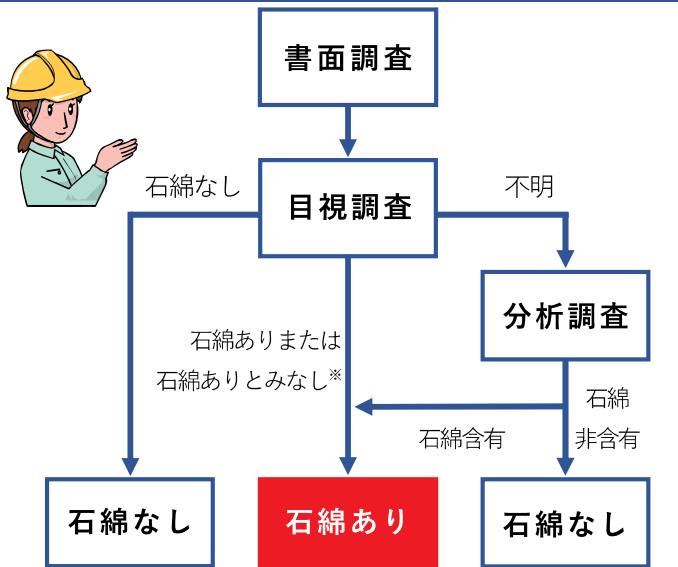 書面調査
石綿なし
目視調査
不明
分析調査
石綿ありまたは
石綿ありとみなし※
石綿含有
石綿
非含有
石綿なし
石綿あり
石綿なし